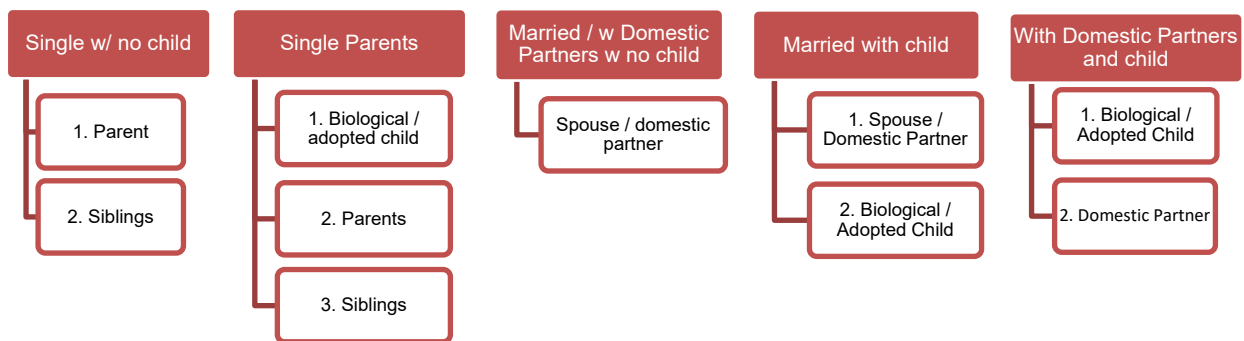 Single w/ no child
1. Parent
2. Siblings
Single Parents
1. Biological /
adopted child
2. Parents
3. Siblings
Married / w Domestic
Partners w no child
Spouse / domestic
partner
Married with child
1. Spouse /
Domestic Partner
2. Biological /
Adopted Child
With Domestic Partners
and child
1. Biological /
Adopted Child
2. Domestic Partner